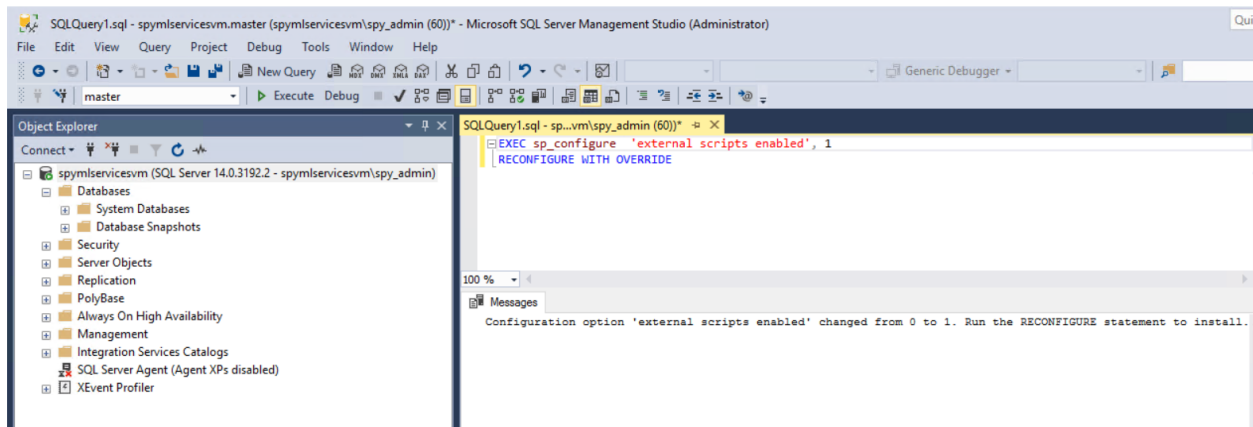 SQLQuery1.sql - spymlservicesvm.master (spymlservicesvm\spy_admin (60))* - Microsoft SQL Server Management Studio (Administrator)
Qui
File Edit View Query Project Debug Tools Window Help
New Query MDX DMX XMLA DAX Generic Debugger
master Execute Debug
Object Explorer
Connect
spymlservicesvm (SQL Server 14.0.3192.2 - spymlservicesvm\spy_admin)
Databases
System Databases
Database Snapshots
Security
Server Objects
Replication
PolyBase
Always On High Availability
Management
Integration Services Catalogs
SQL Server Agent (Agent XPs disabled)
XEvent Profiler
SQLQuery1.sql - sp...vm\spy_admin (60))*
EXEC sp_configure 'external scripts enabled', 1
RECONFIGURE WITH OVERRIDE
100 %
Messages
Configuration option 'external scripts enabled' changed from 0 to 1. Run the RECONFIGURE statement to install.